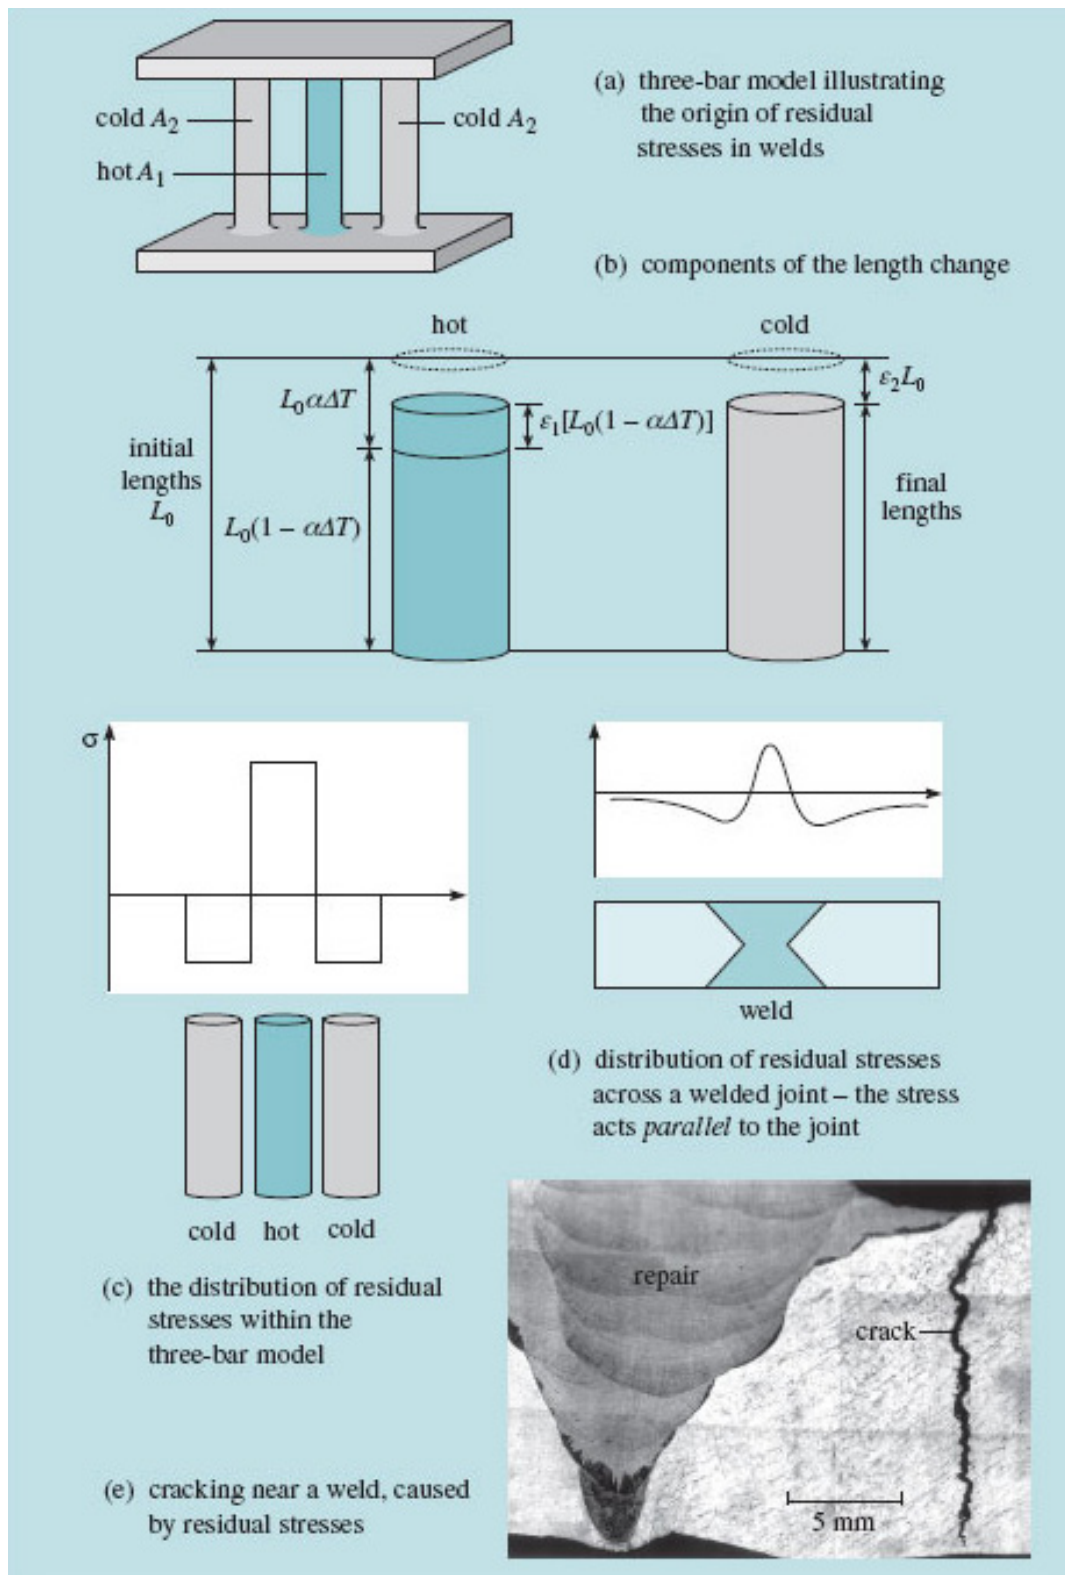 (a) three-bar model illustrating
the origin of residual
stresses in welds
cold A₂
cold A₂
hot A₁
(b) components of the length change
hot
cold
L₀αΔT
ε₁[L₀(1 – αΔT)]
ε₂L₀
initial
lengths
L₀
L₀(1 – αΔT)
final
lengths
σ
weld
(d) distribution of residual stresses
across a welded joint – the stress
acts parallel to the joint
cold hot cold
(c) the distribution of residual
stresses within the
three-bar model
repair
crack
5 mm
(e) cracking near a weld, caused
by residual stresses